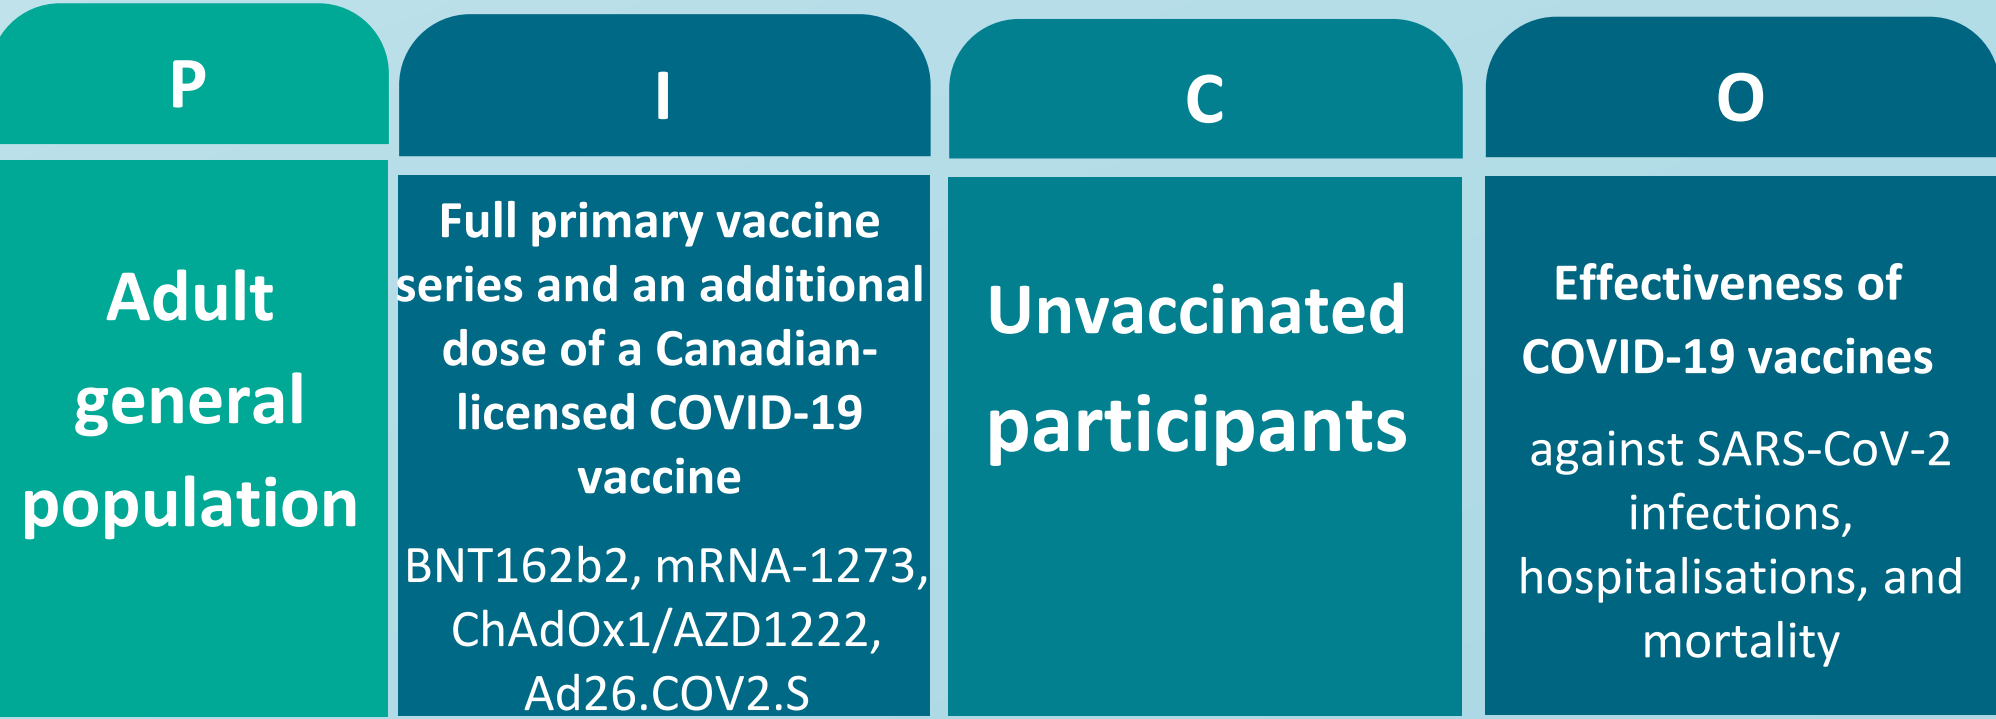 P
Adult
general
population
I
Full primary vaccine
series and an additional
dose of a Canadian-
licensed COVID-19
vaccine
BNT162b2, mRNA-1273,
ChAdOx1/AZD1222,
Ad26.COV2.S
C
Unvaccinated
participants
O
Effectiveness of
COVID-19 vaccines
against SARS-CoV-2
infections,
hospitalisations, and
mortality